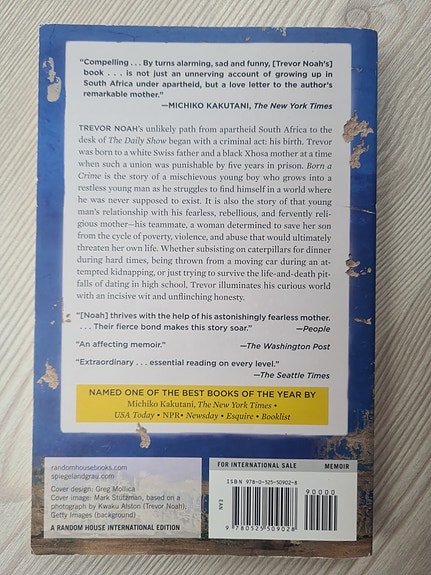 “Compelling . . . By turns alarming, sad and funny, [Trevor Noah’s]
book . . . is not just an unnerving account of growing up in
South Africa under apartheid, but a love letter to the author’s
remarkable mother.”
—MICHIKO KAKUTANI, The New York Times
TREVOR NOAH’s unlikely path from apartheid South Africa to the
desk of The Daily Show began with a criminal act: his birth. Trevor
was born to a white Swiss father and a black Xhosa mother at a time
when such a union was punishable by five years in prison. Born a
Crime is the story of a mischievous young boy who grows into a
restless young man as he struggles to find himself in a world where
he was never supposed to exist. It is also the story of that young
man’s relationship with his fearless, rebellious, and fervently reli-
gious mother—his teammate, a woman determined to save her son
from the cycle of poverty, violence, and abuse that would ultimately
threaten her own life. Whether subsisting on caterpillars for dinner
during hard times, being thrown from a moving car during an at-
tempted kidnapping, or just trying to survive the life-and-death pit-
falls of dating in high school, Trevor illuminates his curious world
with an incisive wit and unflinching honesty.
“[Noah] thrives with the help of his astonishingly fearless mother.
. . . Their fierce bond makes this story soar.” —People
“An affecting memoir.” —The Washington Post
“Extraordinary . . . essential reading on every level.”
—The Seattle Times
NAMED ONE OF THE BEST BOOKS OF THE YEAR BY
Michiko Kakutani, The New York Times •
USA Today • NPR • Newsday • Esquire • Booklist
randomhousebooks.com
spiegelandgrau.com
Cover design: Greg Mollica
Cover image: Mark Stutzman, based on a
photograph by Kwaku Alston (Trevor Noah);
Getty Images (background)
A RANDOM HOUSE INTERNATIONAL EDITION
FOR INTERNATIONAL SALE MEMOIR
ISBN 978-0-525-50902-8
90000
EAN
9 780525 509028